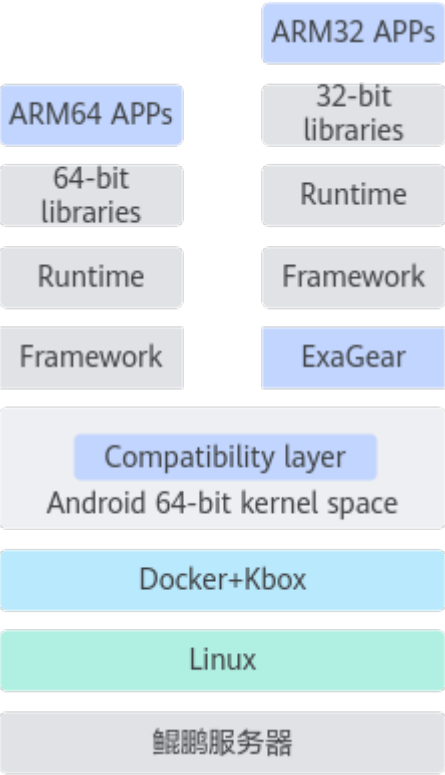 ARM32 APPs
ARM64 APPs
32-bit
libraries
64-bit
libraries
Runtime
Runtime
Framework
Framework
ExaGear
Compatibility layer
Android 64-bit kernel space
Docker+Kbox
Linux
鲲鹏服务器